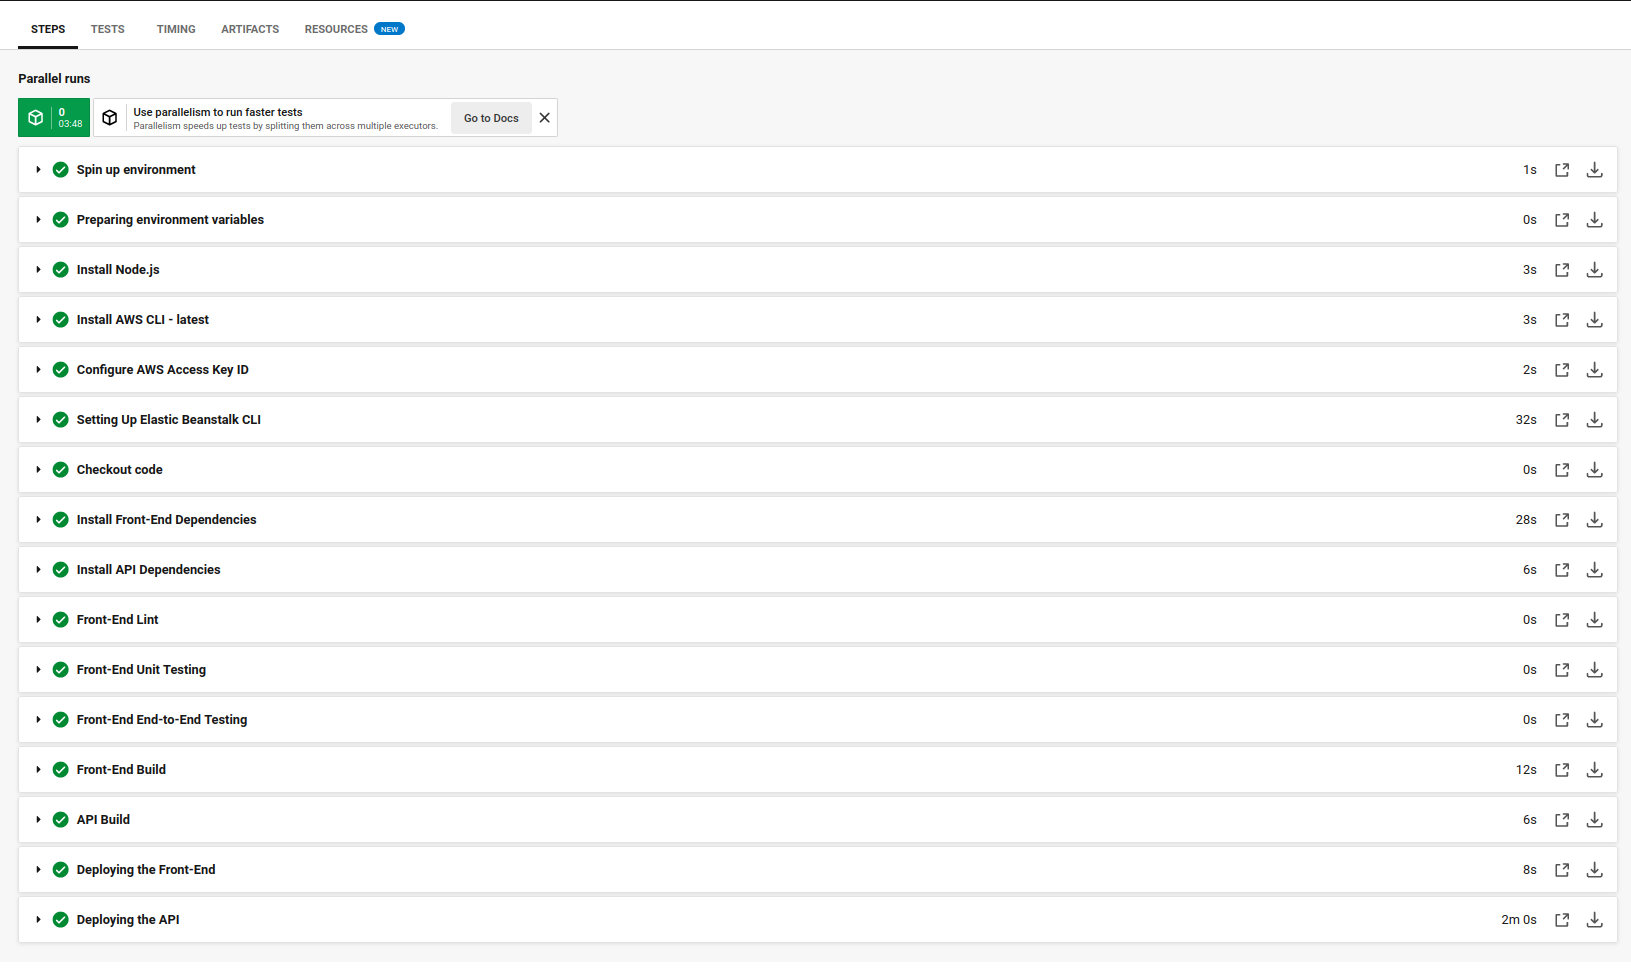 STEPS TESTS TIMING ARTIFACTS RESOURCES NEW
Parallel runs
0
03:48
Use parallelism to run faster tests
Parallelism speeds up tests by splitting them across multiple executors.
Go to Docs
Spin up environment 1s
Preparing environment variables 0s
Install Node.js 3s
Install AWS CLI - latest 3s
Configure AWS Access Key ID 2s
Setting Up Elastic Beanstalk CLI 32s
Checkout code 0s
Install Front-End Dependencies 28s
Install API Dependencies 6s
Front-End Lint 0s
Front-End Unit Testing 0s
Front-End End-to-End Testing 0s
Front-End Build 12s
API Build 6s
Deploying the Front-End 8s
Deploying the API 2m 0s